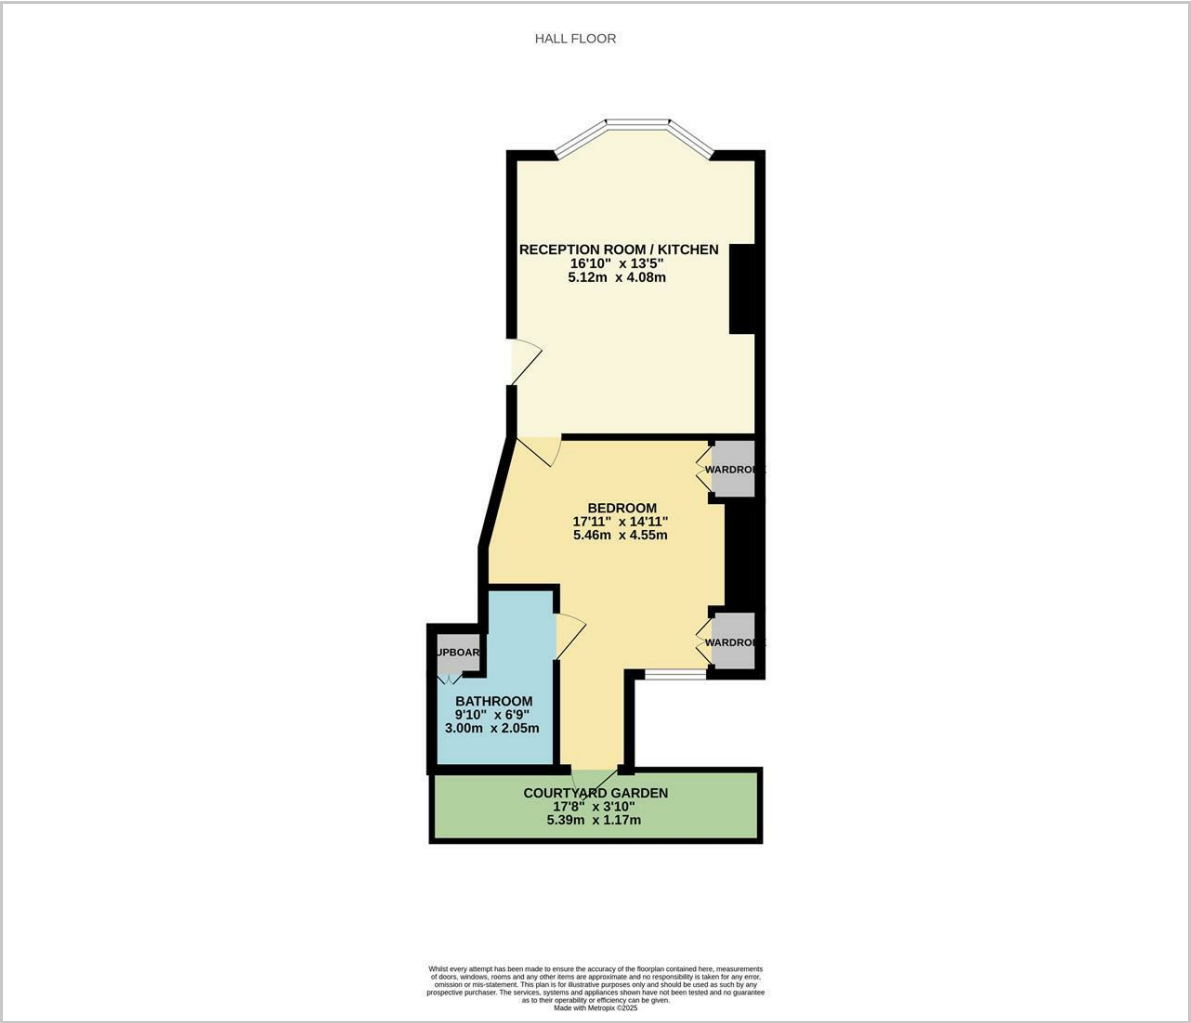 HALL FLOOR
RECEPTION ROOM / KITCHEN
16'10" x 13'5"
5.12m x 4.08m
WARDROBE
BEDROOM
17'11" x 14'11"
5.46m x 4.55m
WARDROBE
UPBOAR
BATHROOM
9'10" x 6'9"
3.00m x 2.05m
COURTYARD GARDEN
17'8" x 3'10"
5.39m x 1.17m
Whilst every attempt has been made to ensure the accuracy of the floorplan contained here, measurements
of doors, windows, rooms and any other items are approximate and no responsibility is taken for any error,
omission or mis-statement. This plan is for illustrative purposes only and should be used as such by any
prospective purchaser. The services, systems and appliances shown have not been tested and no guarantee
as to their operability or efficiency can be given.
Made with Metropix ©2025